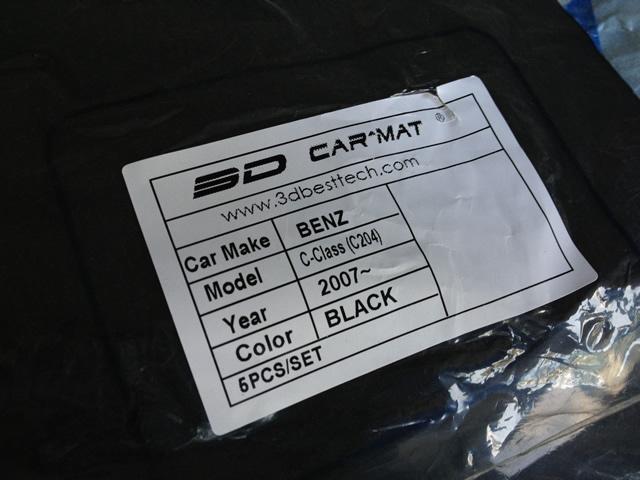 3D CAR^MAT ®
www.3dbesttech.com
Car Make BENZ
Model C-Class (C204)
Year 2007~
Color BLACK
5PCS/SET